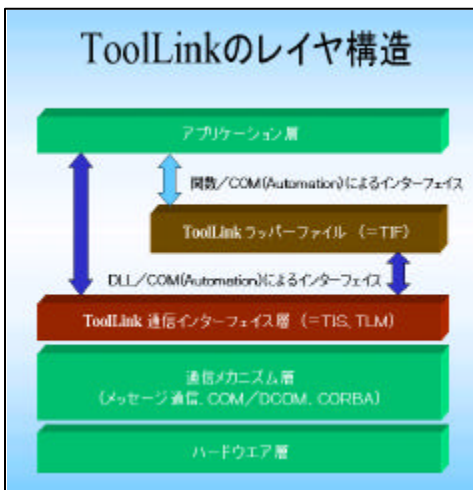 ToolLinkのレイヤ構造
アプリケーション層
関数/COM(Automation)によるインターフェイス
ToolLink ラッパーファイル (=TIF)
DLL/COM(Automation)によるインターフェイス
ToolLink 通信インターフェイス層 (=TIS, TLM)
通信メカニズム層
(メッセージ通信, COM/DCOM, CORBA)
ハードウエア層